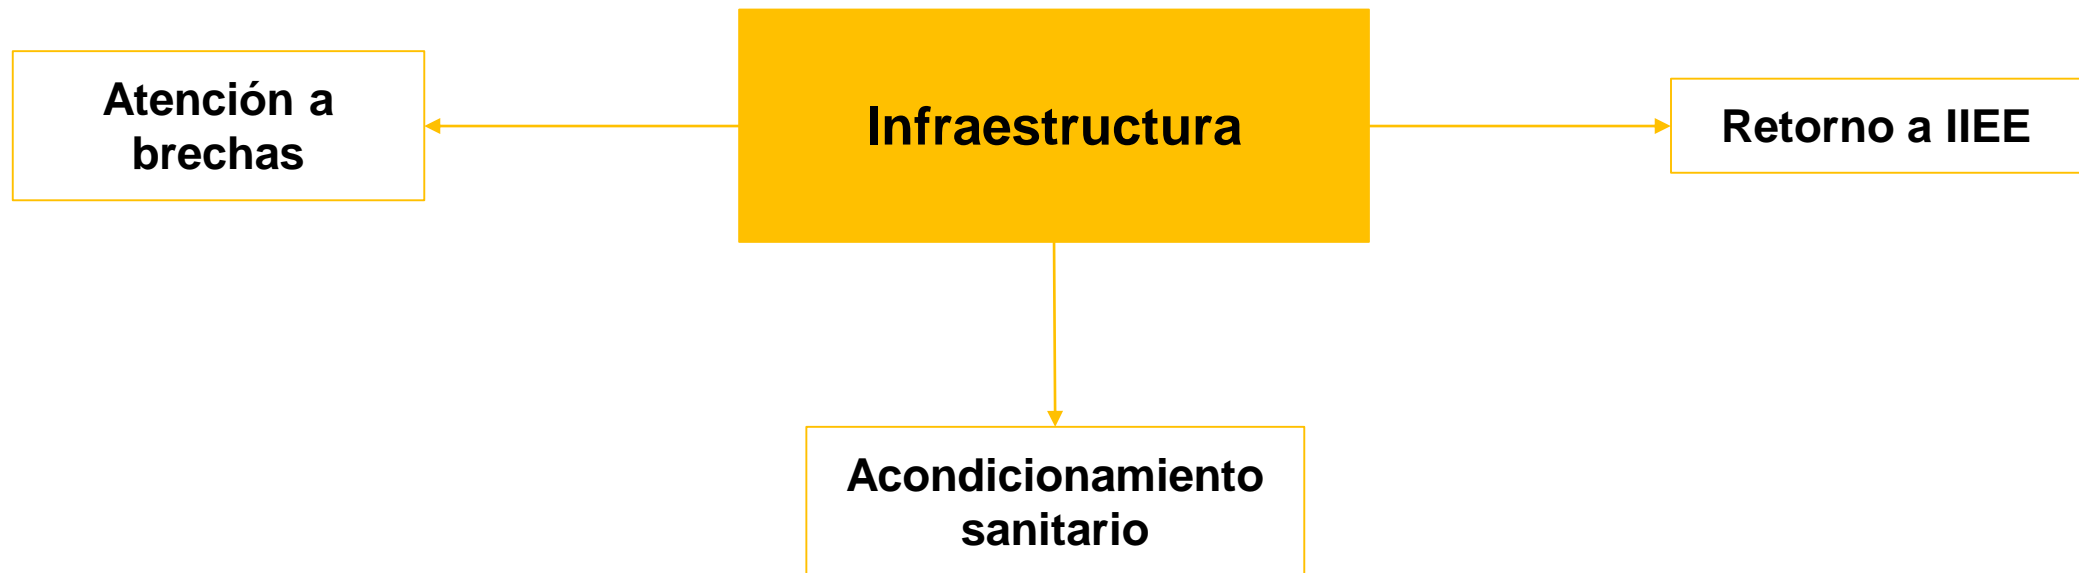 Atención a
brechas
Infraestructura
Retorno a IIEE
Acondicionamiento
sanitario